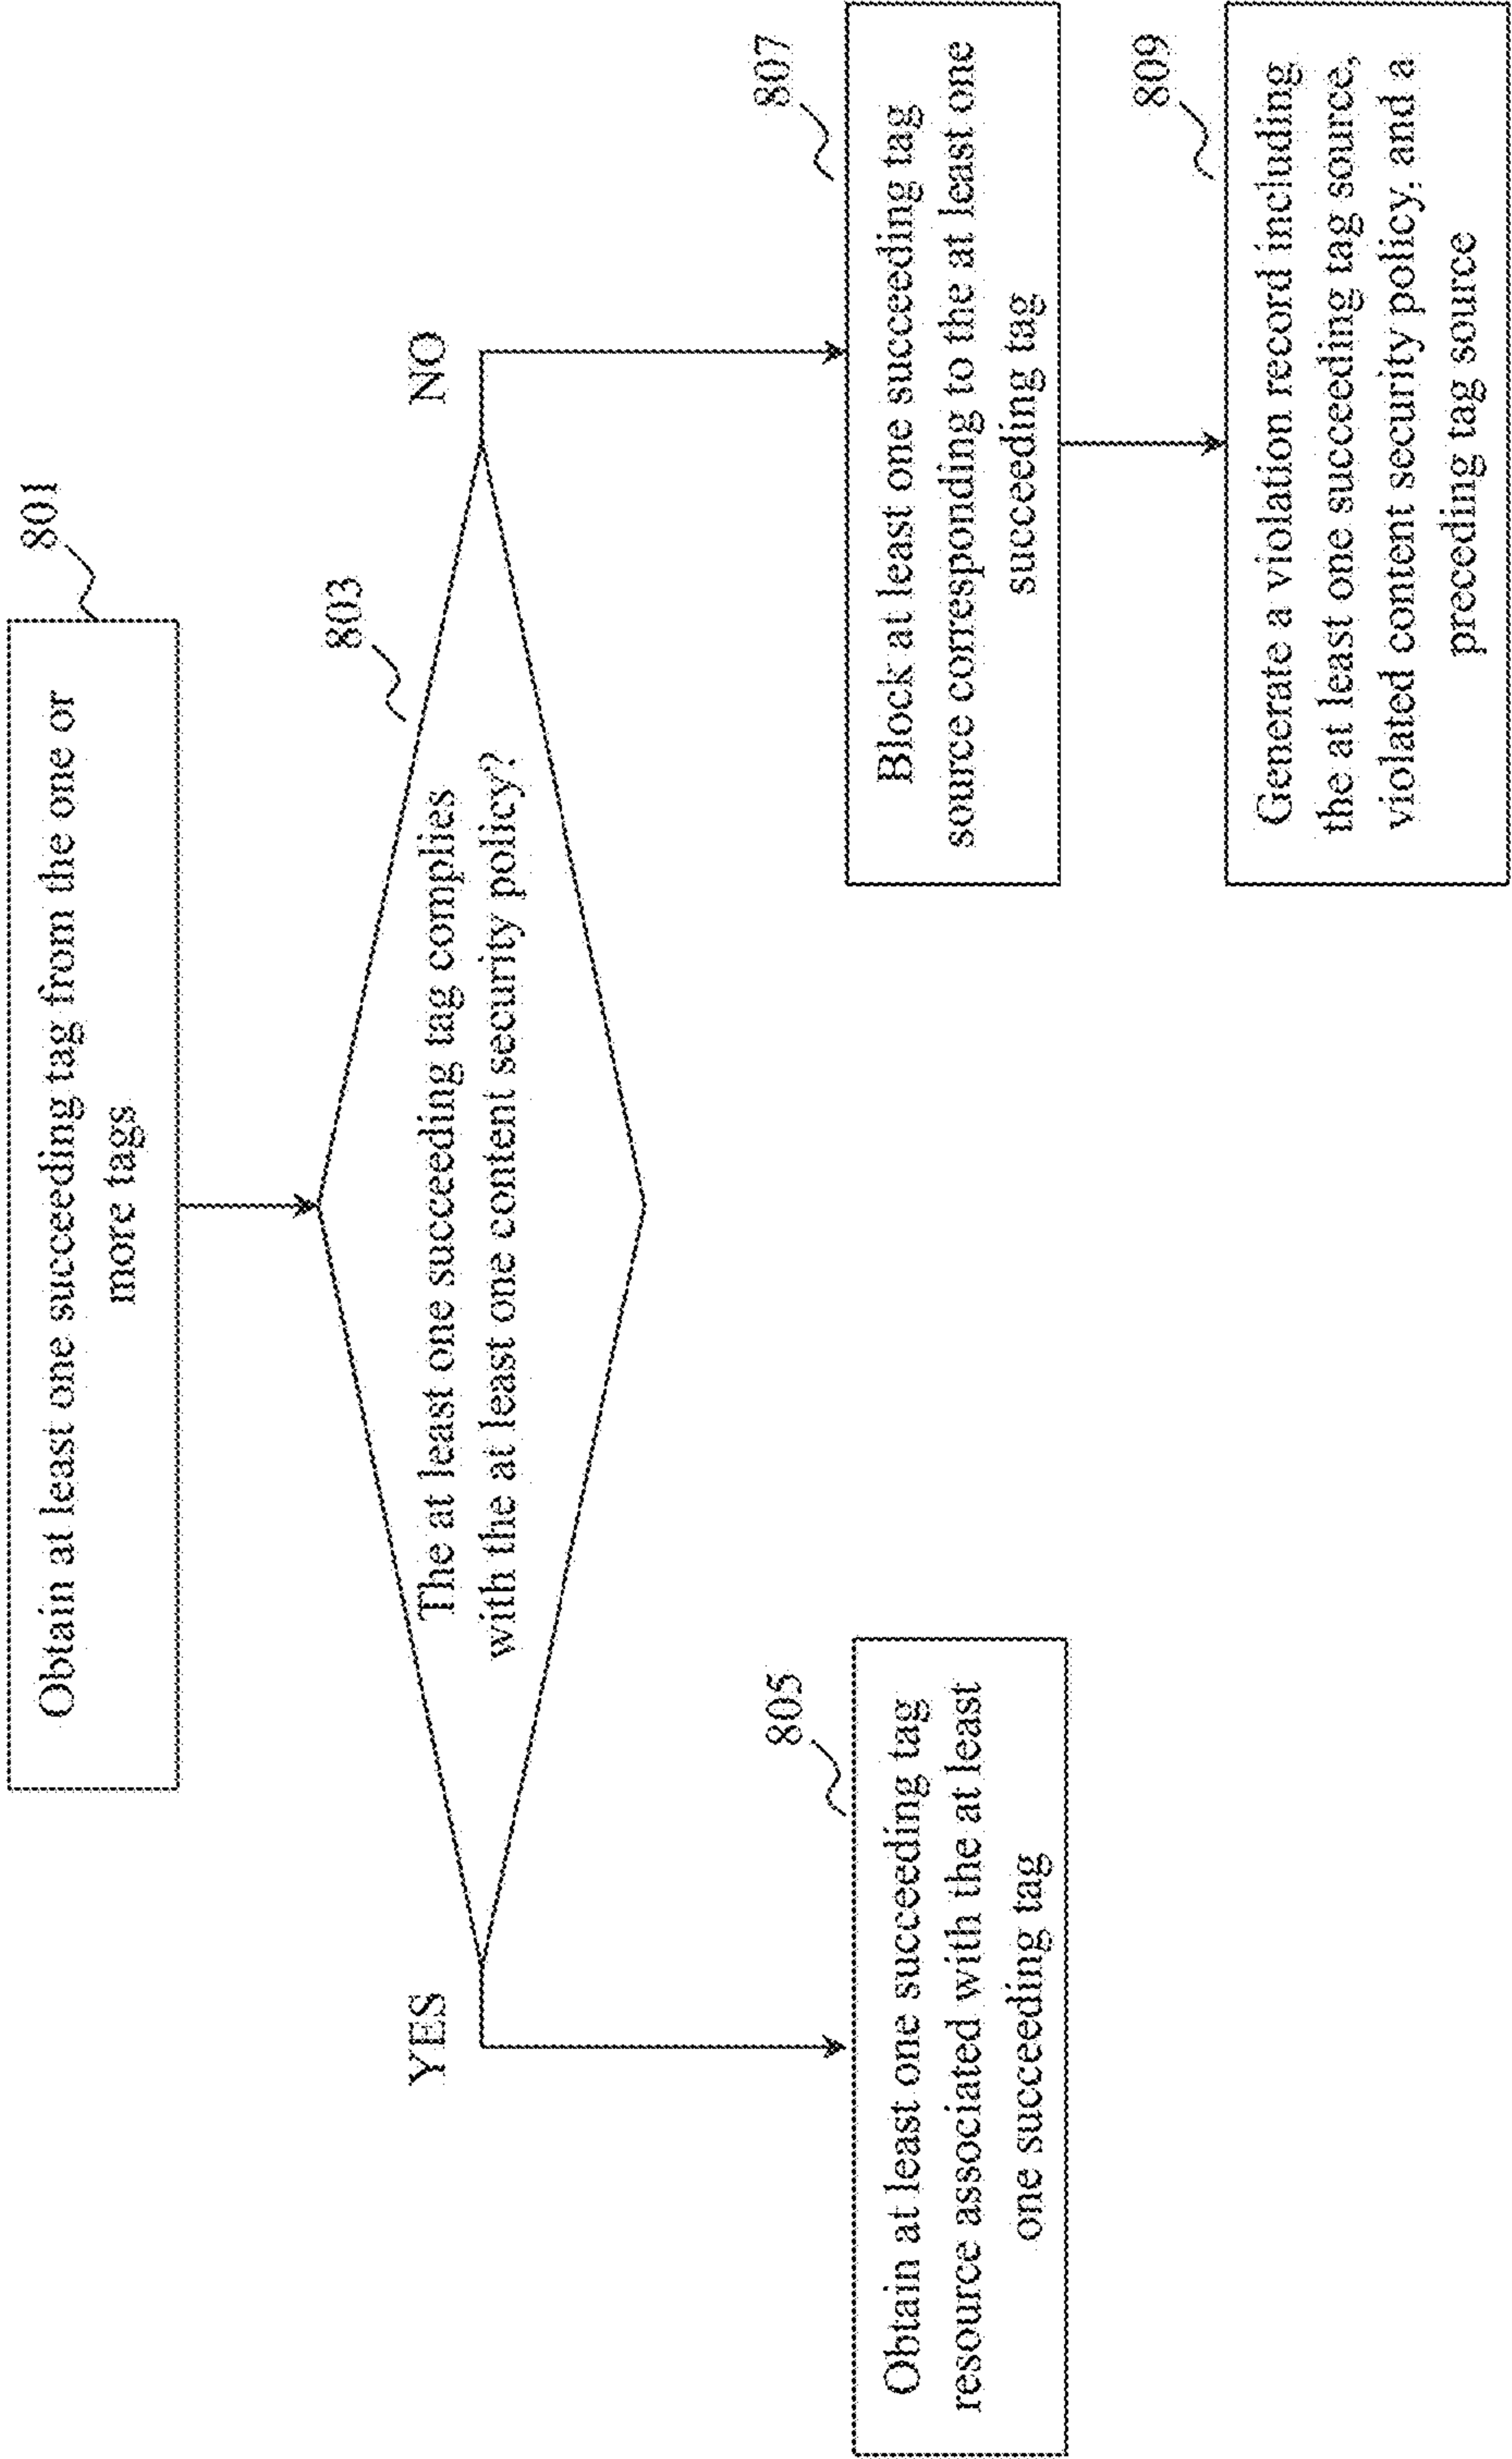 801
Obtain at least one succeeding tag from the one or
more tags
803
The at least one succeeding tag complies
with the at least one content security policy?
YES
NO
805
Obtain at least one succeeding tag
resource associated with the at least
one succeeding tag
807
Block at least one succeeding tag
source corresponding to the at least one
succeeding tag
809
Generate a violation record including
the at least one succeeding tag source,
violated content security policy, and a
preceding tag source